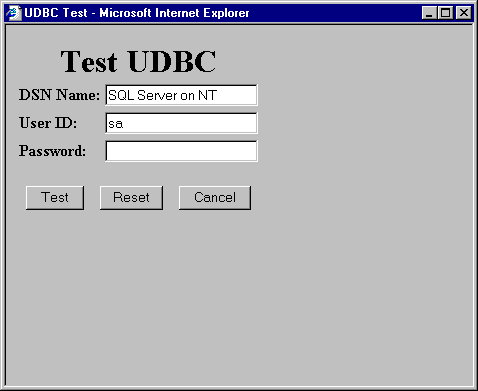 UDBC Test - Microsoft Internet Explorer
Test UDBC
DSN Name: SQL Server on NT
User ID: sa
Password:
Test Reset Cancel